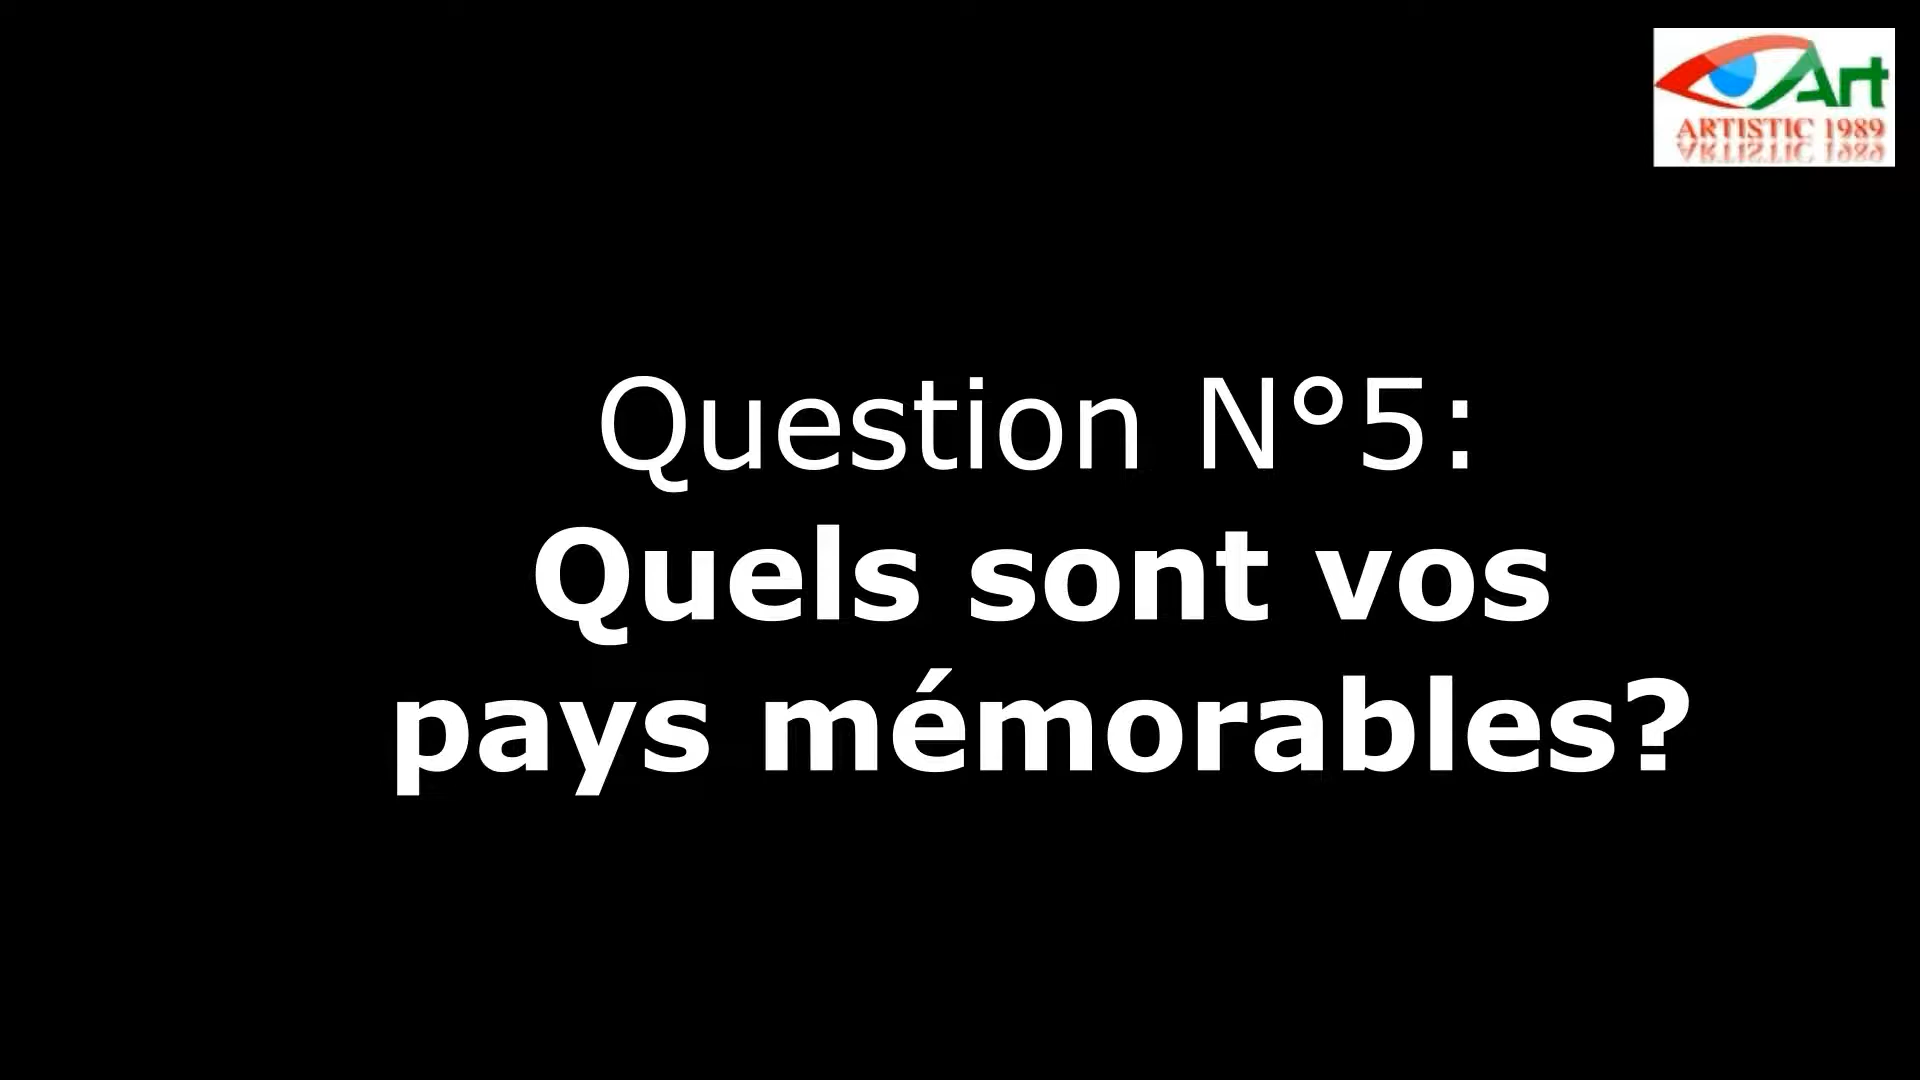 Art
ARTISTIC 1989
Question N°5:
Quels sont vos
pays mémorables?